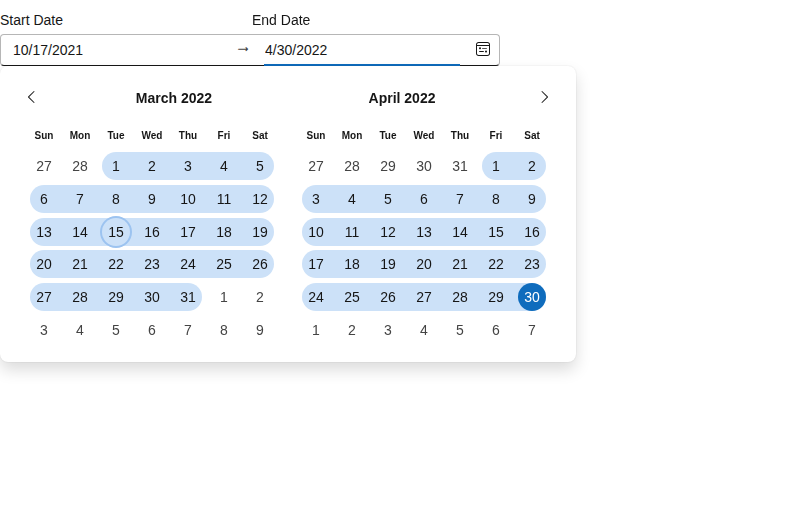 Start Date End Date
10/17/2021 → 4/30/2022
March 2022 April 2022
Sun Mon Tue Wed Thu Fri Sat Sun Mon Tue Wed Thu Fri Sat
27 28 1 2 3 4 5 27 28 29 30 31 1 2
6 7 8 9 10 11 12 3 4 5 6 7 8 9
13 14 15 16 17 18 19 10 11 12 13 14 15 16
20 21 22 23 24 25 26 17 18 19 20 21 22 23
27 28 29 30 31 1 2 24 25 26 27 28 29 30
3 4 5 6 7 8 9 1 2 3 4 5 6 7